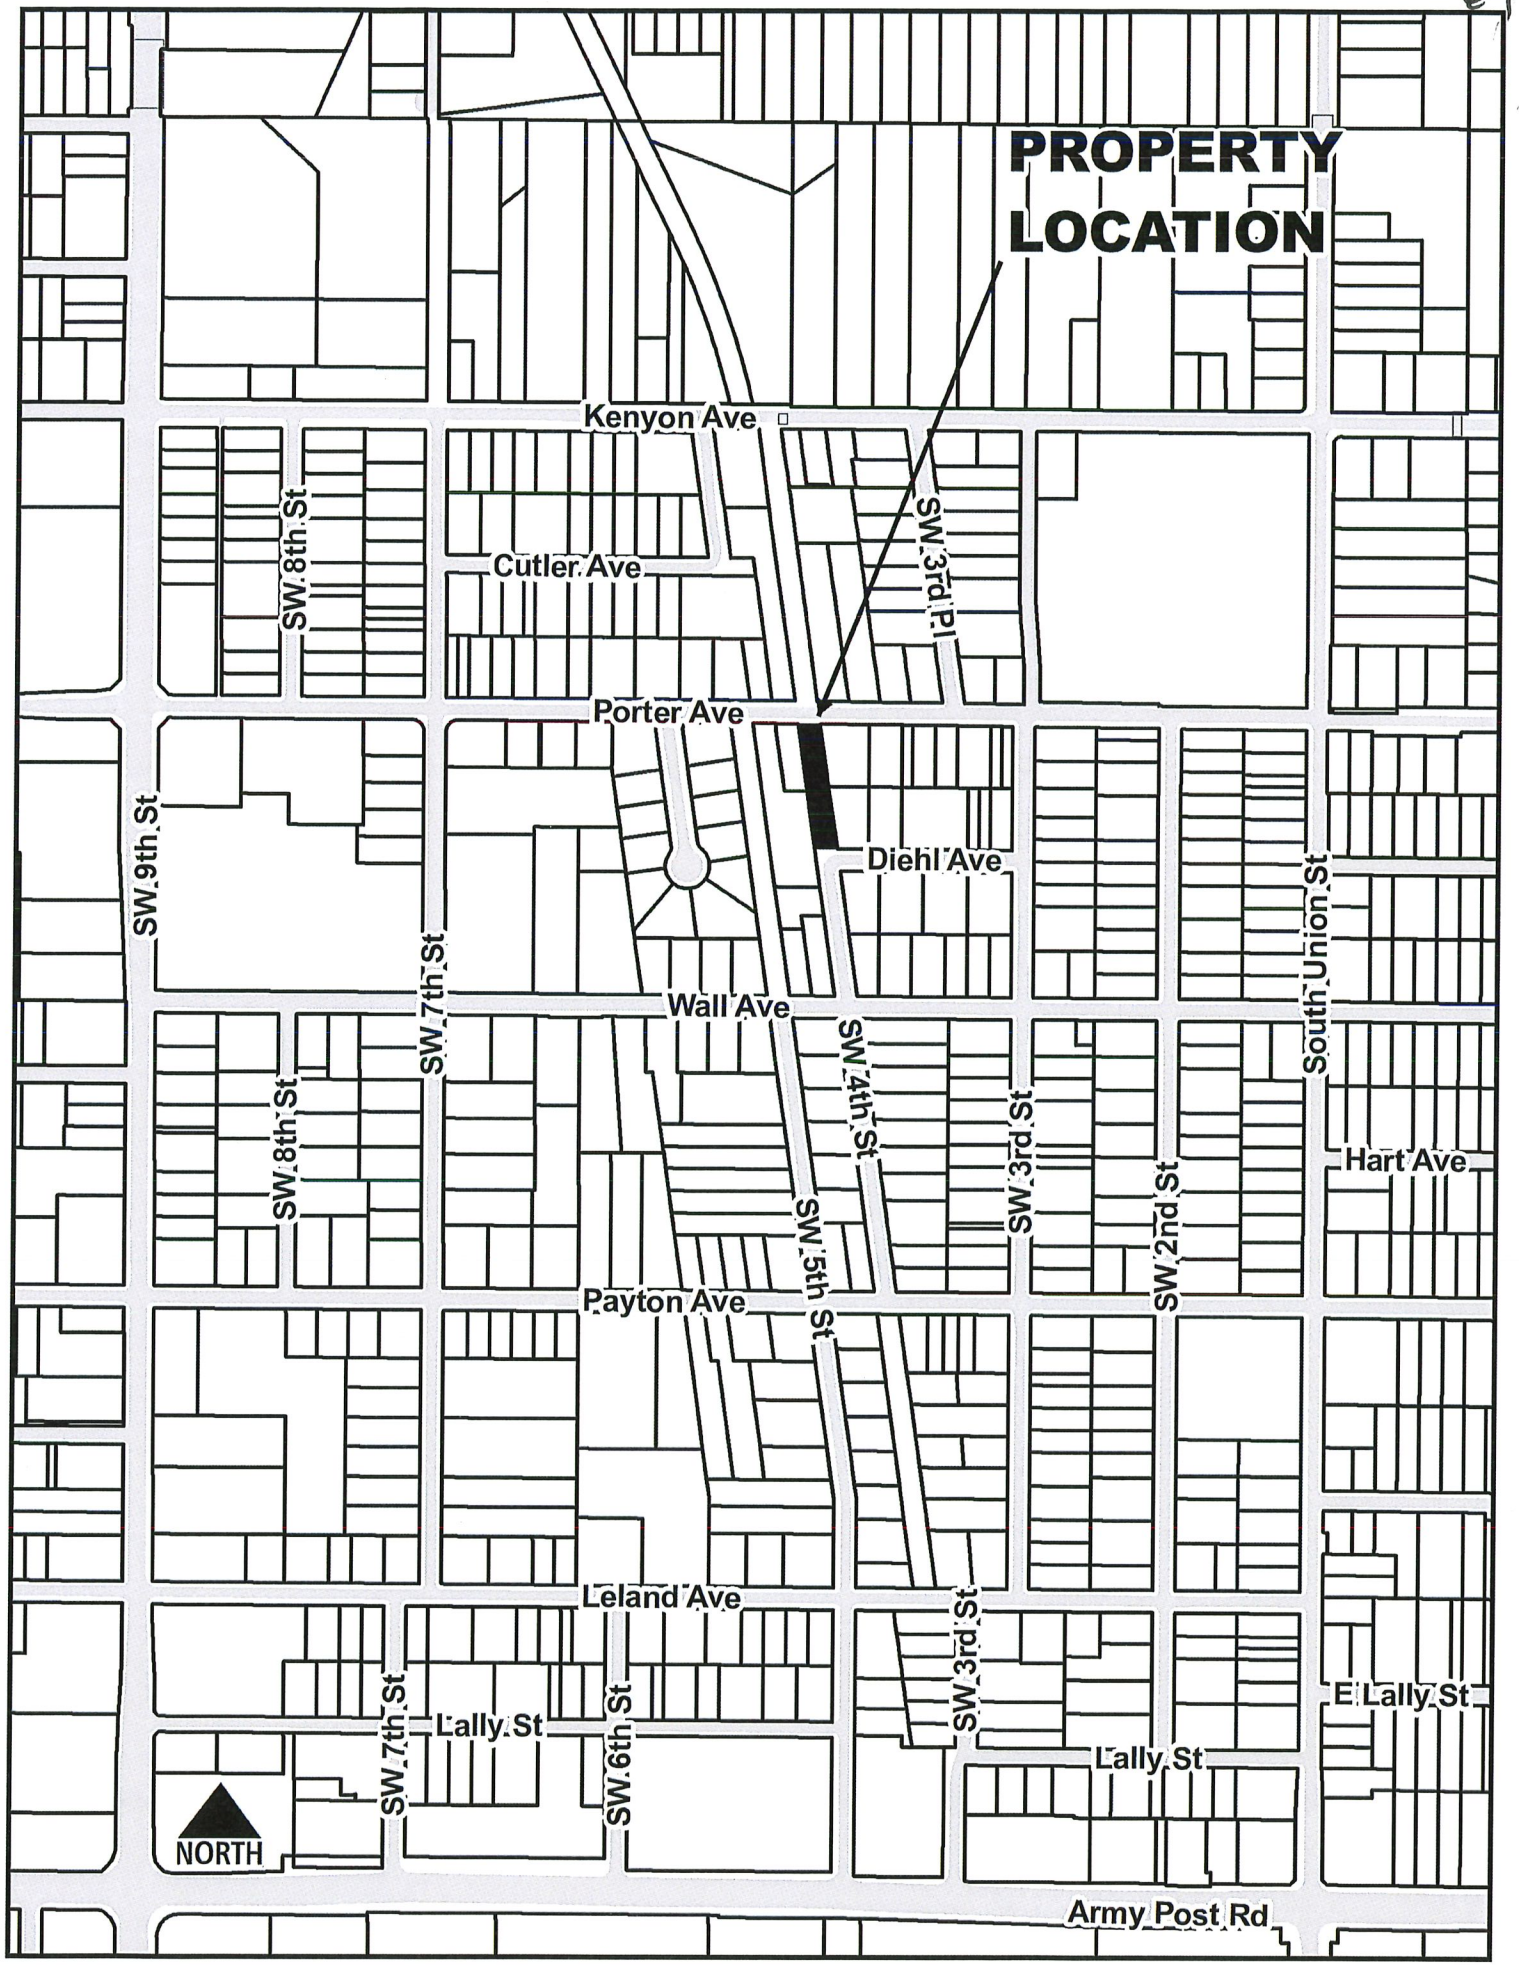 PROPERTY
LOCATION
Kenyon Ave
SW 8th St
SW 3rd Pl
Cutler Ave
Porter Ave
SW 9th St
Diehl Ave
South Union St
SW 7th St
Wall Ave
SW 4th St
SW 8th St
SW 3rd St
Hart Ave
SW 2nd St
SW 5th St
Payton Ave
Leland Ave
SW 3rd St
E Lally St
SW 7th St
Lally St
SW 6th St
Lally St
NORTH
Army Post Rd